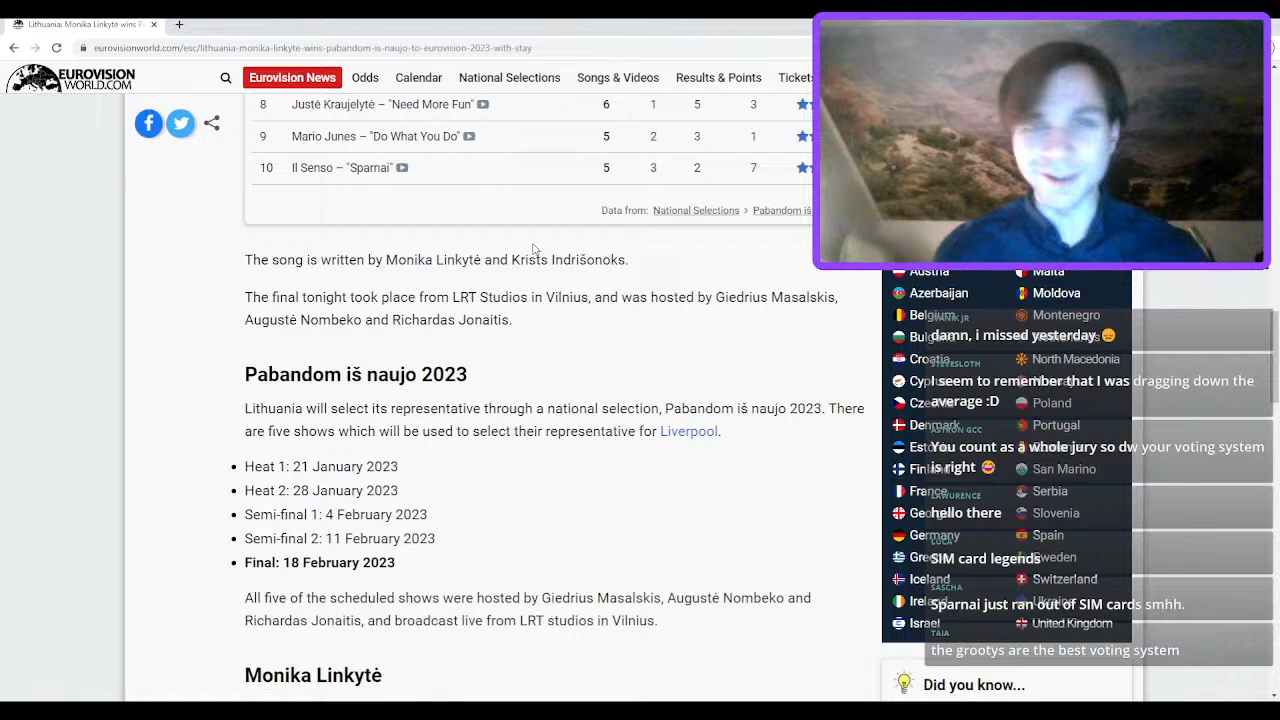 Lithuania: Monika Linkytė wins P
eurovisionworld.com/esc/lithuania-monika-linkyte-wins-pabandom-is-naujo-to-eurovision-2023-with-stay
EUROVISION
WORLD.COM
Eurovision News Odds Calendar National Selections Songs & Videos Results & Points Tickets
8 Justė Kraujelytė – "Need More Fun" 6 1 5 3
9 Mario Junes – "Do What You Do" 5 2 3 1
10 Il Senso – "Sparnai" 5 3 2 7
Data from: National Selections > Pabandom iš
The song is written by Monika Linkytė and Krists Indrišonoks.
The final tonight took place from LRT Studios in Vilnius, and was hosted by Giedrius Masalskis,
Augustė Nombeko and Richardas Jonaitis.
Pabandom iš naujo 2023
Lithuania will select its representative through a national selection, Pabandom iš naujo 2023. There
are five shows which will be used to select their representative for Liverpool.
Heat 1: 21 January 2023
Heat 2: 28 January 2023
Semi-final 1: 4 February 2023
Semi-final 2: 11 February 2023
Final: 18 February 2023
All five of the scheduled shows were hosted by Giedrius Masalskis, Augustė Nombeko and
Richardas Jonaitis, and broadcast live from LRT studios in Vilnius.
Monika Linkytė
Austria Malta
Azerbaijan Moldova
Belgium Montenegro
Croatia North Macedonia
Poland
Denmark Portugal
San Marino
France Serbia
Slovenia
Germany Spain
Sweden
Iceland Switzerland
Israel United Kingdom
Did you know...
damn, i missed yesterday 😞
STEVESLOTH
I seem to remember that I was dragging down the
average :D
ASTRON GCC
You count as a whole jury so dw your voting system
is right 😂
LAWURENCE
hello there
LUCA
SIM card legends
SASCHA
Sparnai just ran out of SIM cards smhh.
TAIA
the grootys are the best voting system